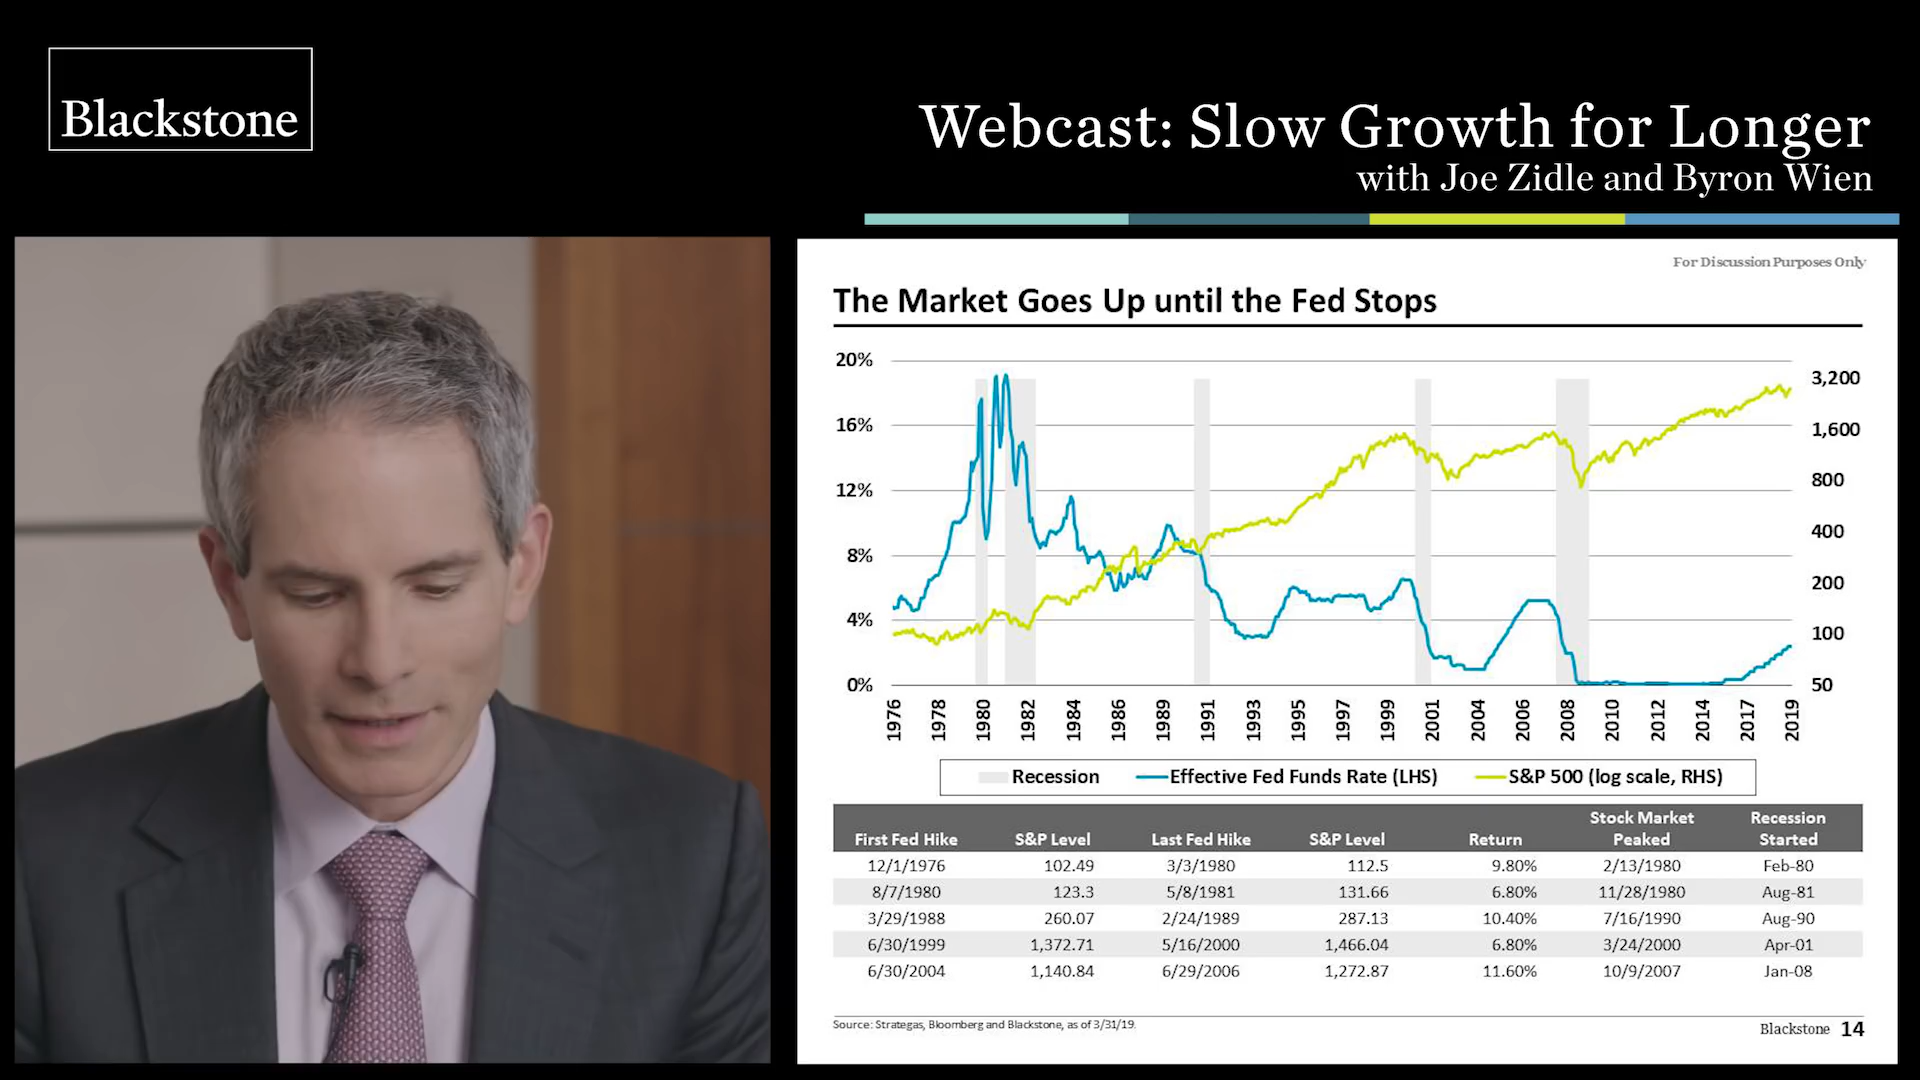 Blackstone
Webcast: Slow Growth for Longer
with Joe Zidle and Byron Wien
For Discussion Purposes Only
The Market Goes Up until the Fed Stops
20%
16%
12%
8%
4%
0%
3,200
1,600
800
400
200
100
50
1976 1978 1980 1982 1984 1986 1989 1991 1993 1995 1997 1999 2001 2004 2006 2008 2010 2012 2014 2017 2019
Recession Effective Fed Funds Rate (LHS) S&P 500 (log scale, RHS)
First Fed Hike S&P Level Last Fed Hike S&P Level Return Stock Market Peaked Recession Started
12/1/1976 102.49 3/3/1980 112.5 9.80% 2/13/1980 Feb-80
8/7/1980 123.3 5/8/1981 131.66 6.80% 11/28/1980 Aug-81
3/29/1988 260.07 2/24/1989 287.13 10.40% 7/16/1990 Aug-90
6/30/1999 1,372.71 5/16/2000 1,466.04 6.80% 3/24/2000 Apr-01
6/30/2004 1,140.84 6/29/2006 1,272.87 11.60% 10/9/2007 Jan-08
Source: Strategas, Bloomberg and Blackstone, as of 3/31/19.
Blackstone 14